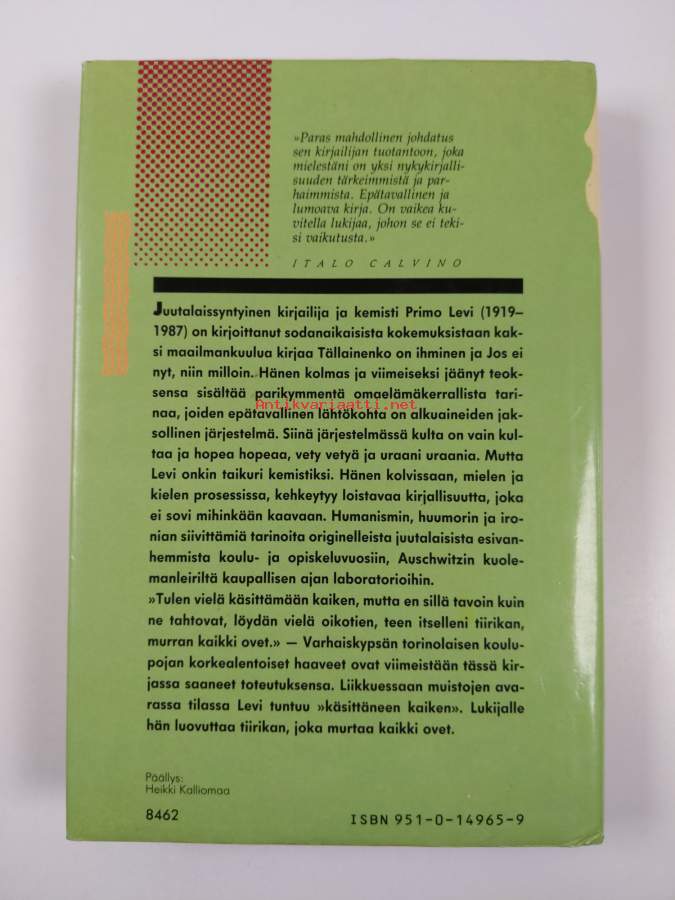 »Paras mahdollinen johdatus
sen kirjailijan tuotantoon, joka
mielestäni on yksi nykykirjalli-
suuden tärkeimmistä ja par-
haimmista. Epätavallinen ja
lumoava kirja. On vaikea ku-
vitella lukijaa, johon se ei teki-
si vaikutusta.»
ITALO CALVINO
Juutalaissyntyinen kirjailija ja kemisti Primo Levi (1919–
1987) on kirjoittanut sodanaikaisista kokemuksistaan kak-
si maailmankuulua kirjaa Tällainenko on ihminen ja Jos ei
nyt, niin milloin. Hänen kolmas ja viimeiseksi jäänyt teok-
sensa sisältää parikymmentä omaelämäkerrallista tari-
Antikvariaatti.net
naa, joiden epätavallinen lähtökohta on alkuaineiden jak-
sollinen järjestelmä. Siinä järjestelmässä kulta on vain kul-
taa ja hopea hopeaa, vety vetyä ja uraani uraania. Mutta
Levi onkin taikuri kemistiksi. Hänen kolvissaan, mielen ja
kielen prosessissa, kehkeytyy loistavaa kirjallisuutta, joka
ei sovi mihinkään kaavaan. Humanismin, huumorin ja iro-
nian siivittämiä tarinoita originelleista juutalaisista esivan-
hemmista koulu- ja opiskeluvuosiin, Auschwitzin kuole-
manleiriltä kaupallisen ajan laboratorioihin.
»Tulen vielä käsittämään kaiken, mutta en sillä tavoin kuin
ne tahtovat, löydän vielä oikotien, teen itselleni tiirikan,
murran kaikki ovet.» — Varhaiskypsän torinolaisen koulu-
pojan korkealentoiset haaveet ovat viimeistään tässä kir-
jassa saaneet toteutuksensa. Liikkuessaan muistojen ava-
rassa tilassa Levi tuntuu »käsittäneen kaiken». Lukijalle
hän luovuttaa tiirikan, joka murtaa kaikki ovet.
Päällys:
Heikki Kalliomaa
8462
ISBN 951-0-14965-9